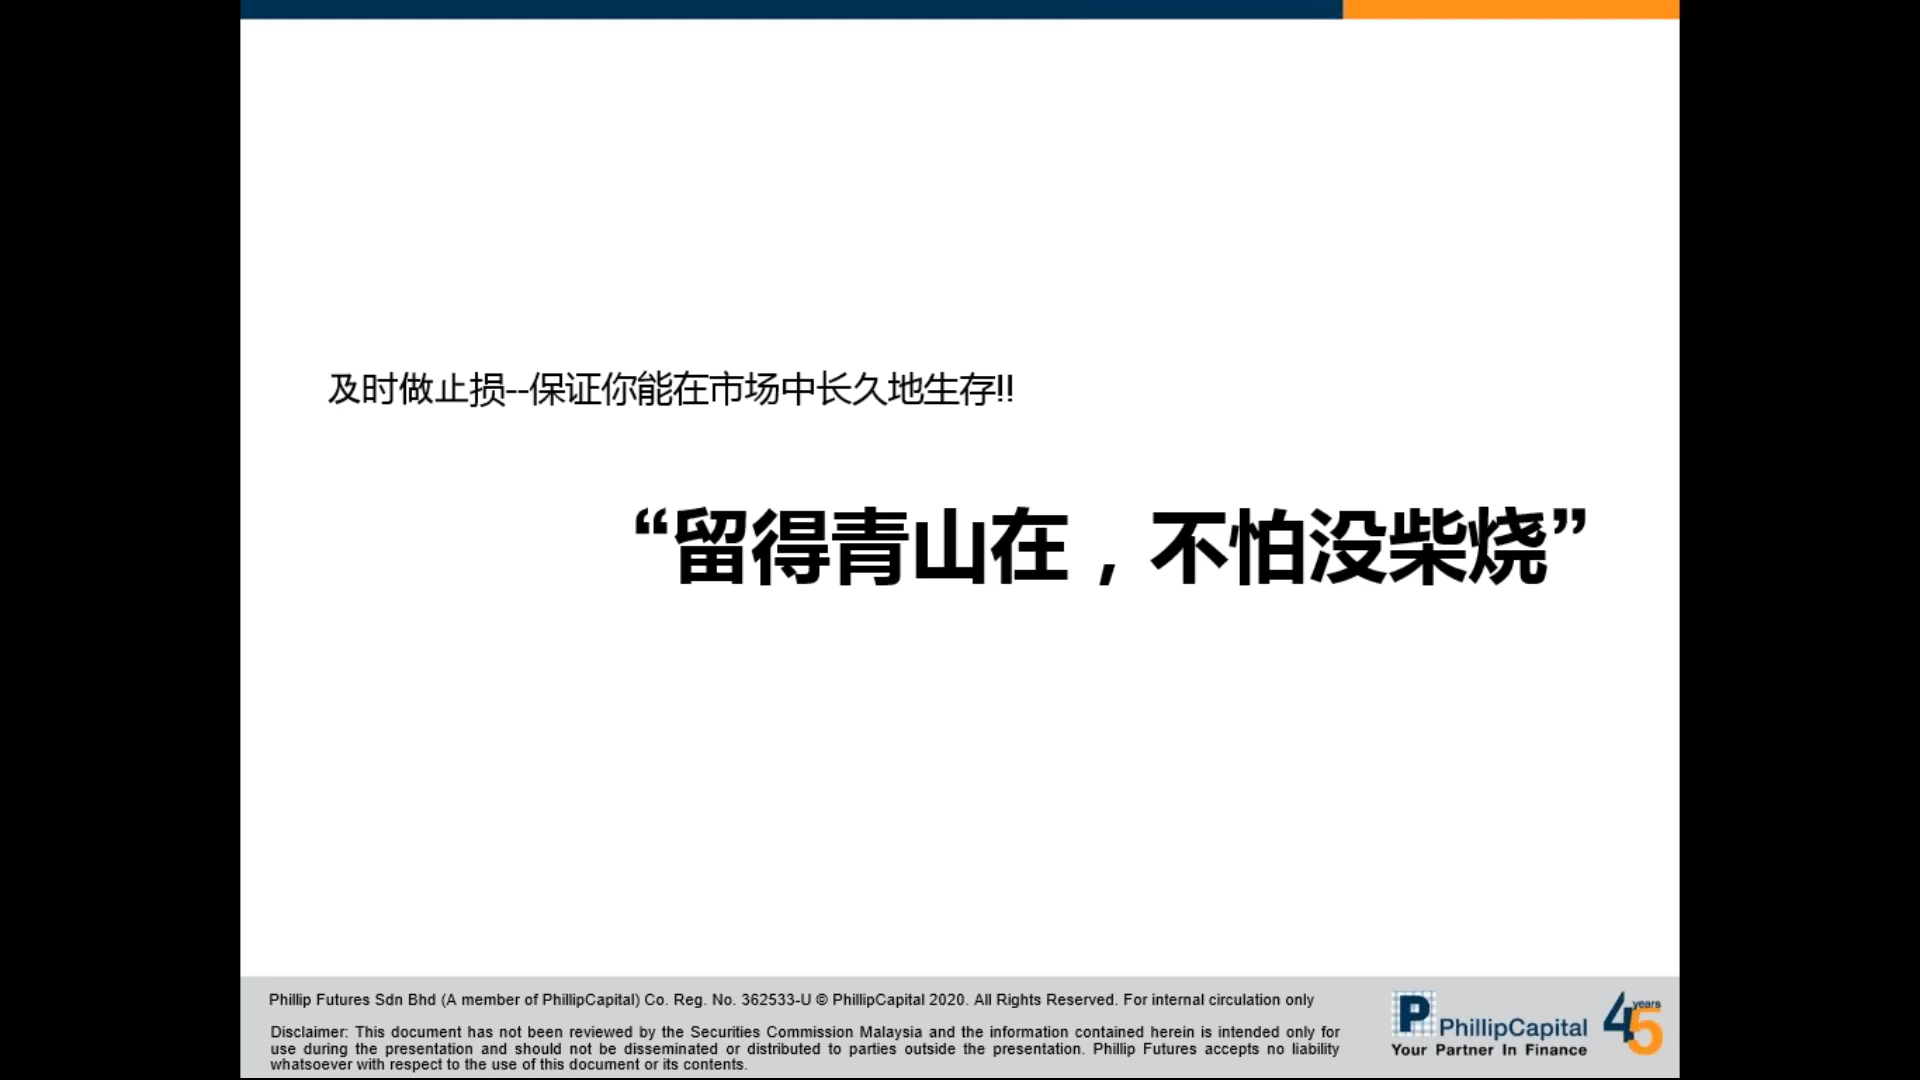 及时做止损--保证你能在市场中长久地生存!!
“留得青山在，不怕没柴烧”
Phillip Futures Sdn Bhd (A member of PhillipCapital) Co. Reg. No. 362533-U © PhillipCapital 2020. All Rights Reserved. For internal circulation only
Disclaimer: This document has not been reviewed by the Securities Commission Malaysia and the information contained herein is intended only for
use during the presentation and should not be disseminated or distributed to parties outside the presentation. Phillip Futures accepts no liability
whatsoever with respect to the use of this document or its contents.
P PhillipCapital
Your Partner In Finance
45 years